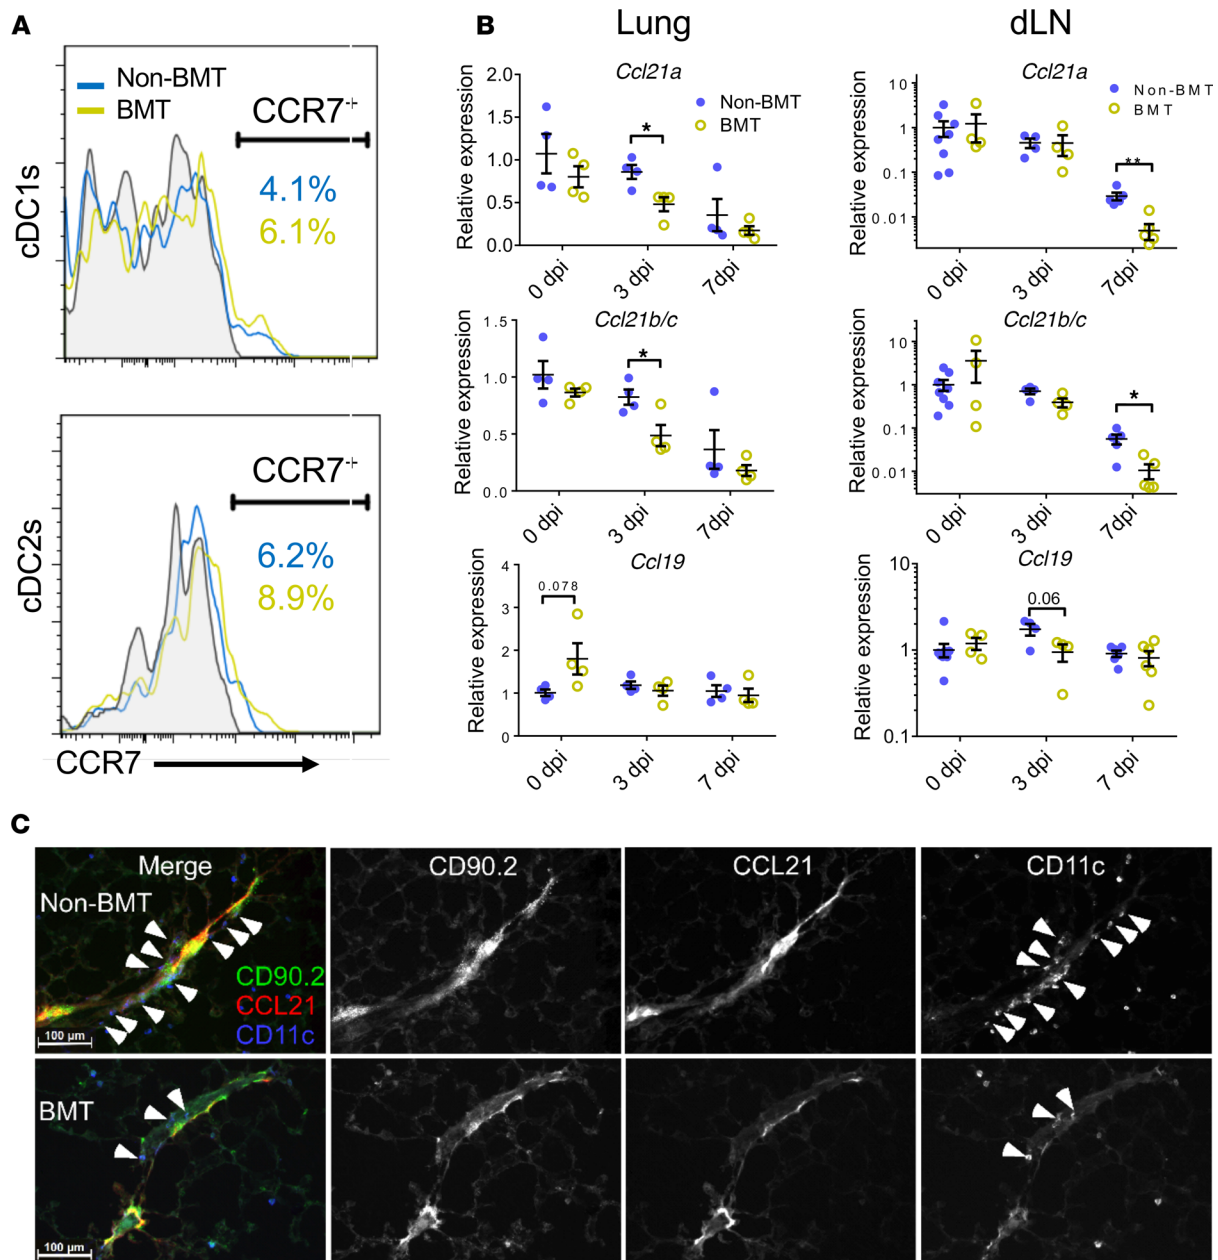 A
Non-BMT
BMT
CCR7+
4.1%
6.1%
cDC1s
CCR7+
6.2%
8.9%
cDC2s
CCR7
B
Lung
dLN
Ccl21a
Relative expression
2.0
1.5
1.0
0.5
0.0
*
Non-BMT
BMT
0 dpi
3 dpi
7dpi
Ccl21a
Relative expression
10
1
0.1
0.01
**
Non-BMT
BMT
0 dpi
3 dpi
7dpi
Ccl21b/c
Relative expression
1.5
1.0
0.5
0.0
*
0 dpi
3 dpi
7dpi
Ccl21b/c
Relative expression
10
1
0.1
0.01
*
0 dpi
3 dpi
7dpi
Ccl19
Relative expression
4
3
2
1
0
0.078
0 dpi
3 dpi
7 dpi
Ccl19
Relative expression
10
1
0.1
0.06
0 dpi
3 dpi
7 dpi
C
Merge
CD90.2
CCL21
CD11c
Non-BMT
CD90.2
CCL21
CD11c
100 µm
BMT
100 µm